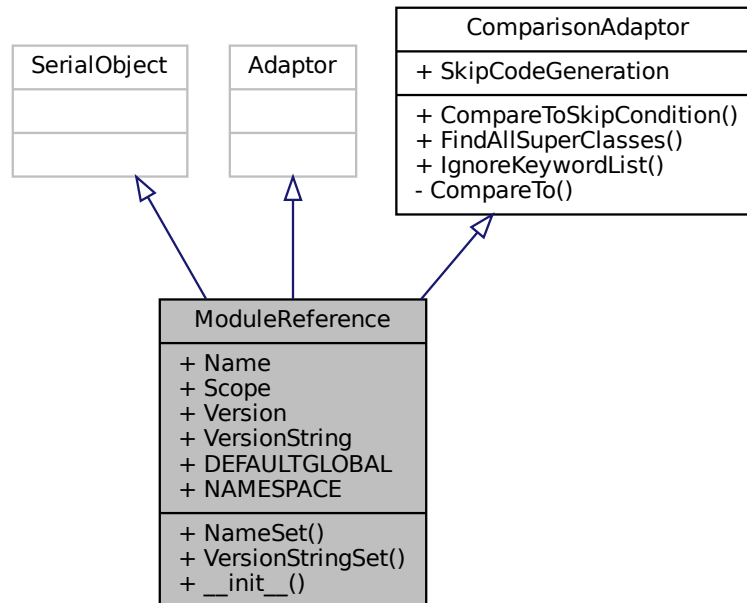 SerialObject
Adaptor
ComparisonAdaptor
+ SkipCodeGeneration
+ CompareToSkipCondition()
+ FindAllSuperClasses()
+ IgnoreKeywordList()
- CompareTo()
ModuleReference
+ Name
+ Scope
+ Version
+ VersionString
+ DEFAULTGLOBAL
+ NAMESPACE
+ NameSet()
+ VersionStringSet()
+ __init__()